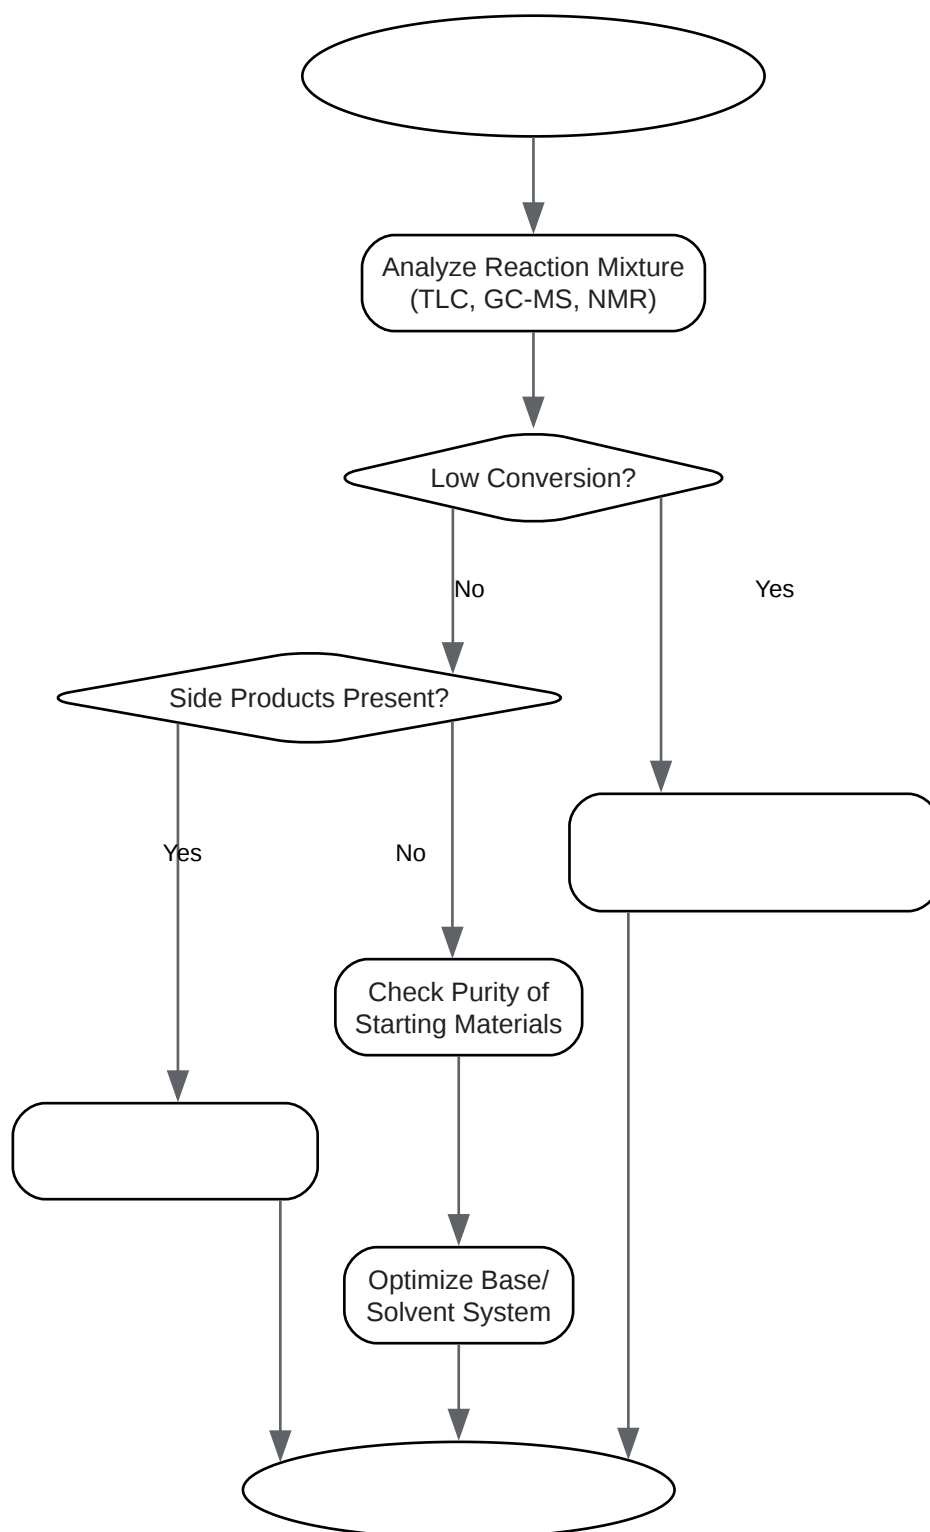 Analyze Reaction Mixture
(TLC, GC-MS, NMR)
Low Conversion?
No
Yes
Side Products Present?
Yes
No
Check Purity of
Starting Materials
Optimize Base/
Solvent System